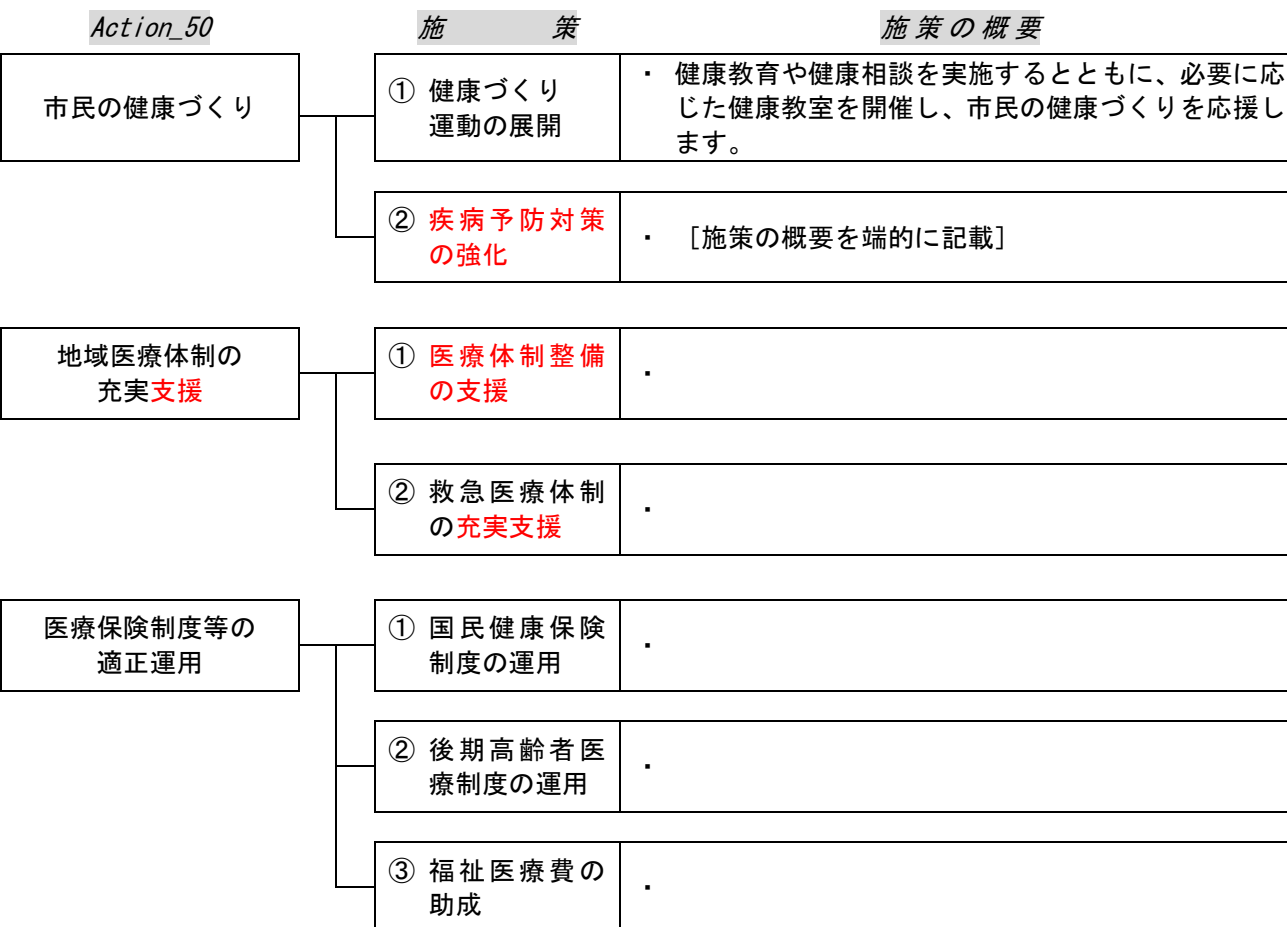 Action_50 施 策 施策の概要
市民の健康づくり
① 健康づくり
運動の展開
・ 健康教育や健康相談を実施するとともに、必要に応
じた健康教室を開催し、市民の健康づくりを応援し
ます。
② 疾病予防対策
の強化
・ [施策の概要を端的に記載]
地域医療体制の
充実支援
① 医療体制整備
の支援
・
② 救急医療体制
の充実支援
・
医療保険制度等の
適正運用
① 国民健康保険
制度の運用
・
② 後期高齢者医
療制度の運用
・
③ 福祉医療費の
助成
・